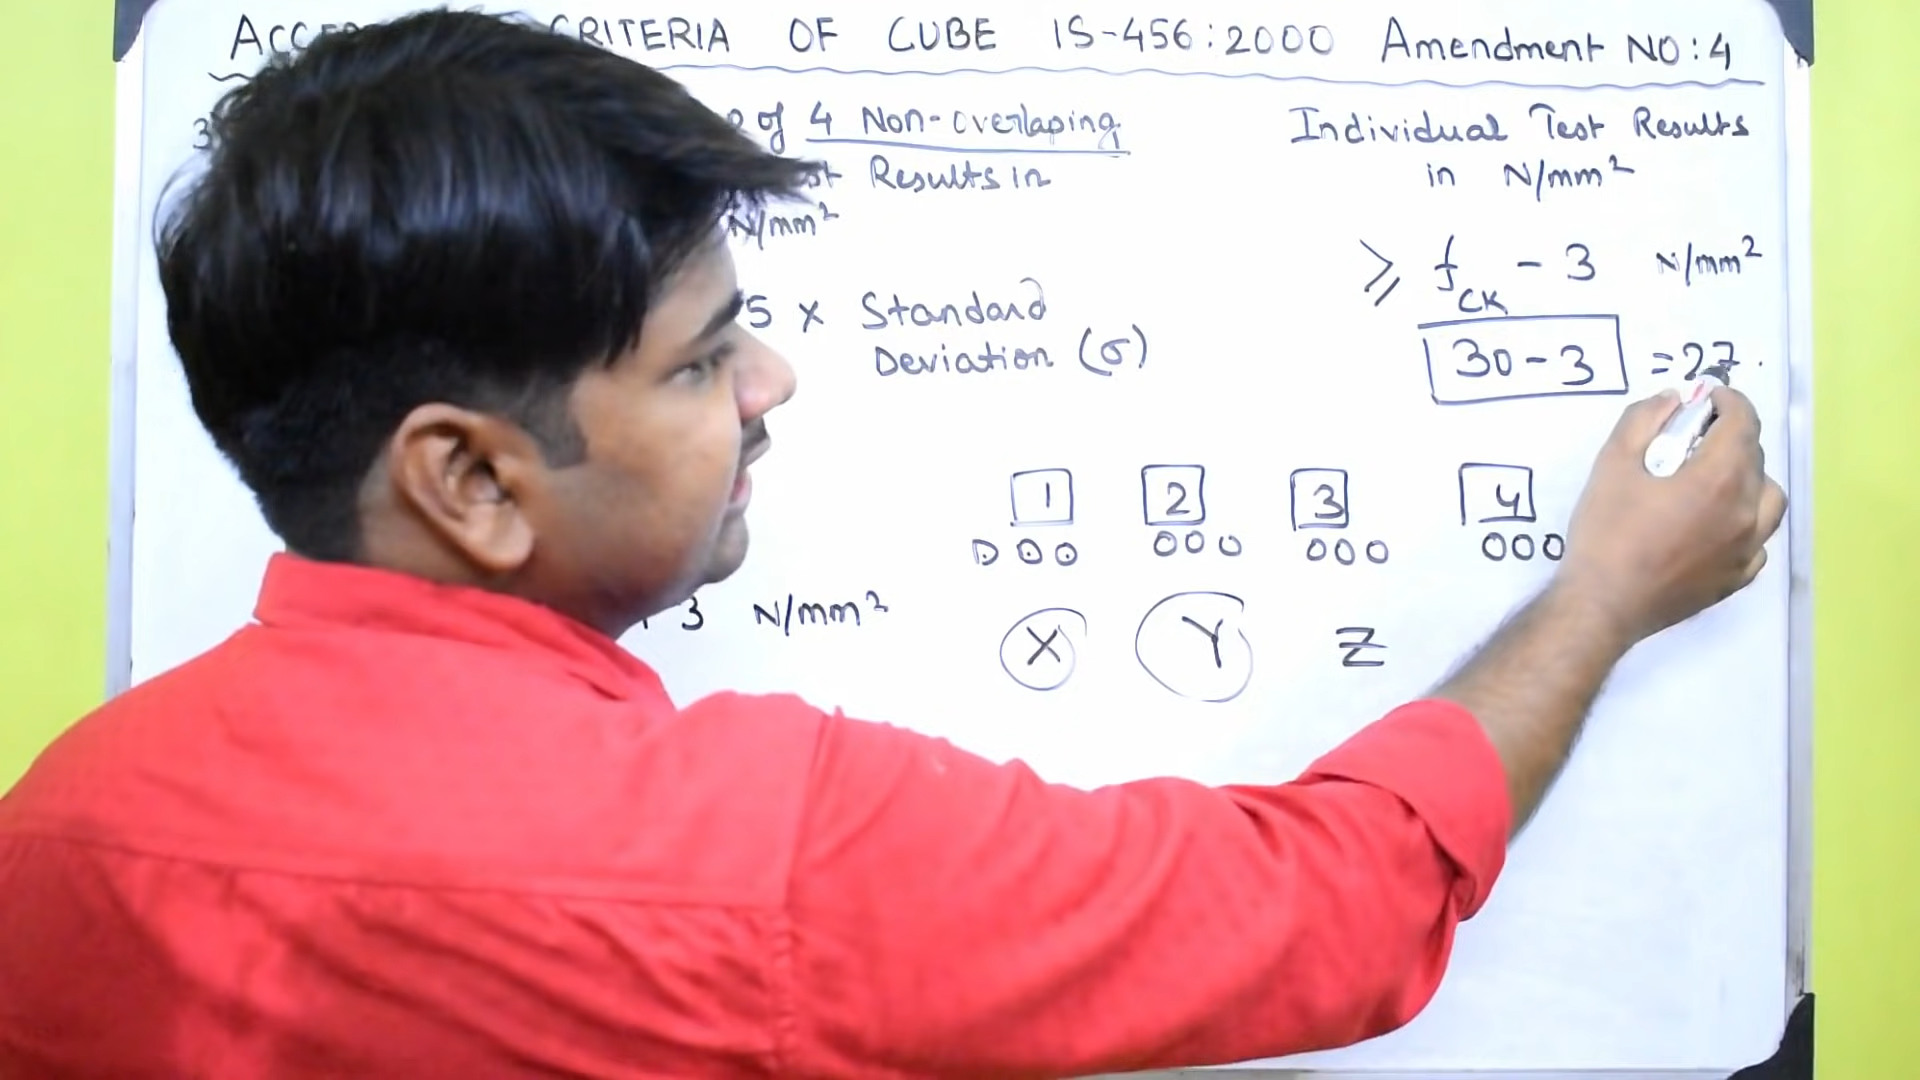 CRITERIA OF CUBE IS-456:2000 Amendment NO:4
of 4 Non-overlaping
Results in
N/mm²
5 x Standard
Deviation (σ)
3 N/mm²
Individual Test Results
in N/mm²
⩾ fck - 3 N/mm²
30-3 =27.
1 2 3 4
000 000 000 000
X Y Z